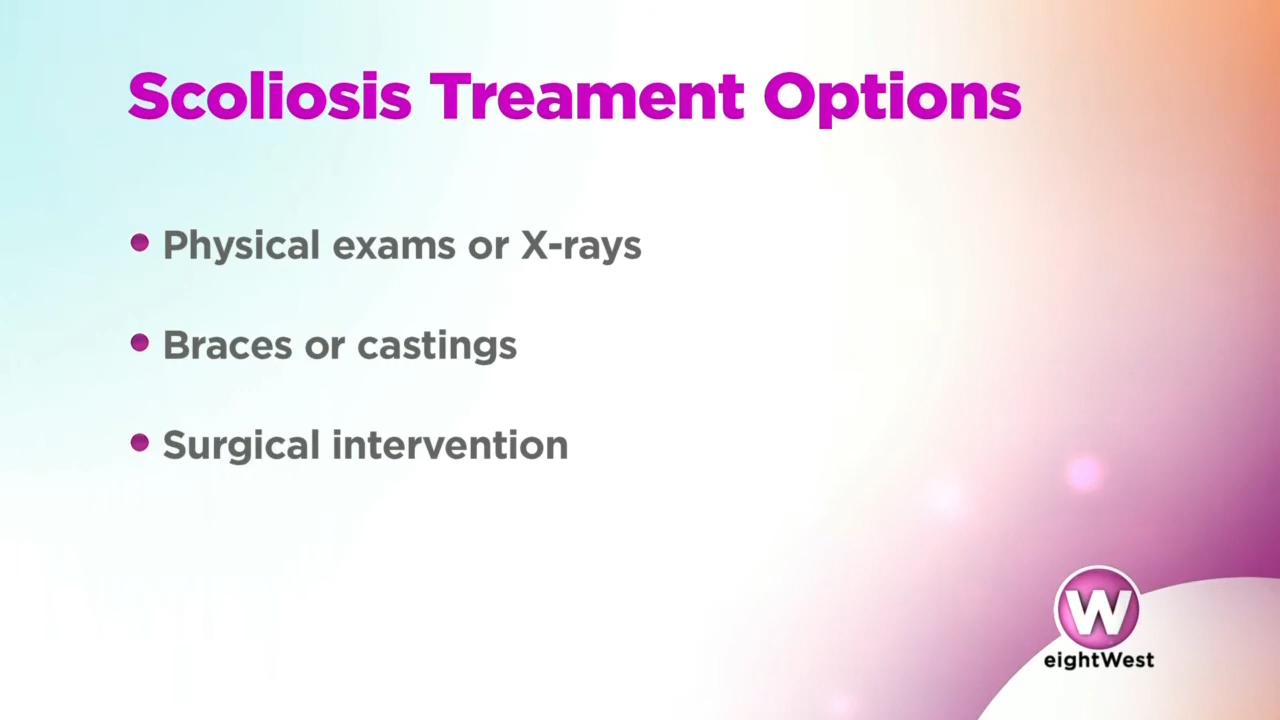 Scoliosis Treament Options
Physical exams or X-rays
Braces or castings
Surgical intervention
W
eightWest